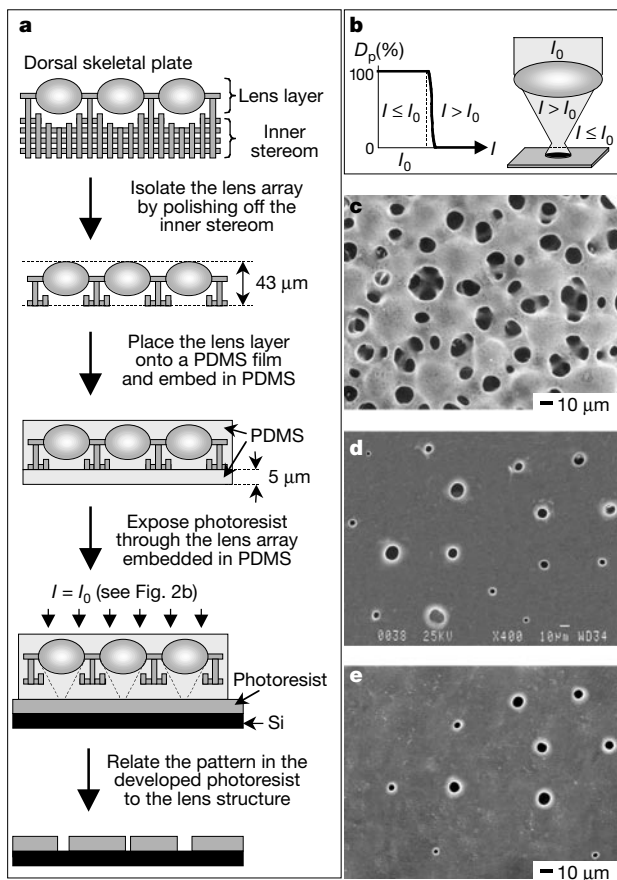 a
Dorsal skeletal plate
Lens layer
Inner
stereom
Isolate the lens array
by polishing off the
inner stereom
43 μm
Place the lens layer
onto a PDMS film
and embed in PDMS
PDMS
5 μm
Expose photoresist
through the lens array
embedded in PDMS
I = I₀ (see Fig. 2b)
Photoresist
Si
Relate the pattern in the
developed photoresist
to the lens structure
b
Dₚ(%)
100
I ≤ I₀
I > I₀
0
I₀
I
I₀
I > I₀
I ≤ I₀
c
10 μm
d
0038 25KV X400 10μm WD34
e
10 μm